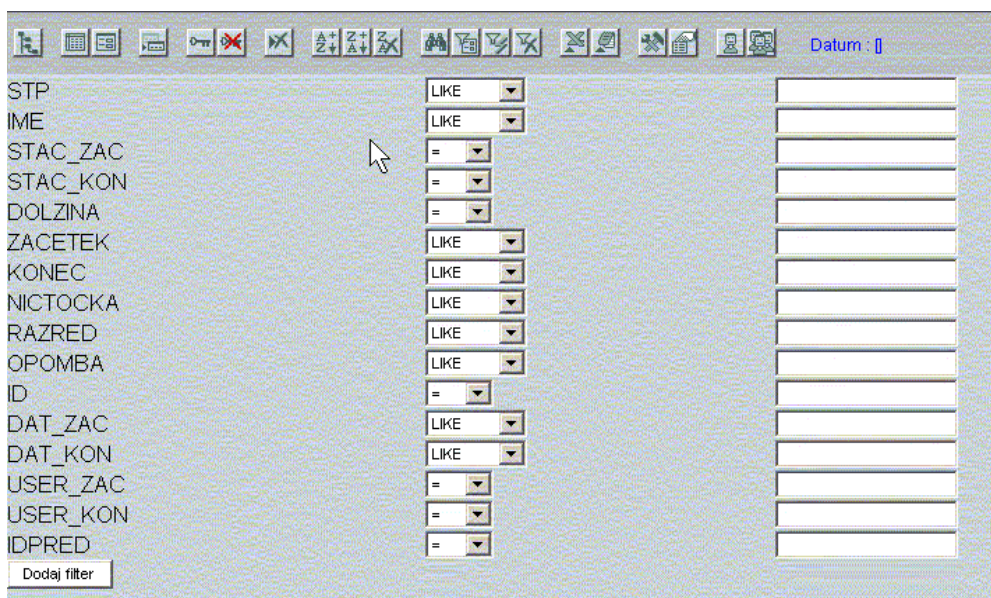 Datum : []
STP LIKE
IME LIKE
STAC_ZAC =
STAC_KON =
DOLZINA =
ZACETEK LIKE
KONEC LIKE
NICTOCKA LIKE
RAZRED LIKE
OPOMBA LIKE
ID =
DAT_ZAC LIKE
DAT_KON LIKE
USER_ZAC =
USER_KON =
IDPRED =
Dodaj filter